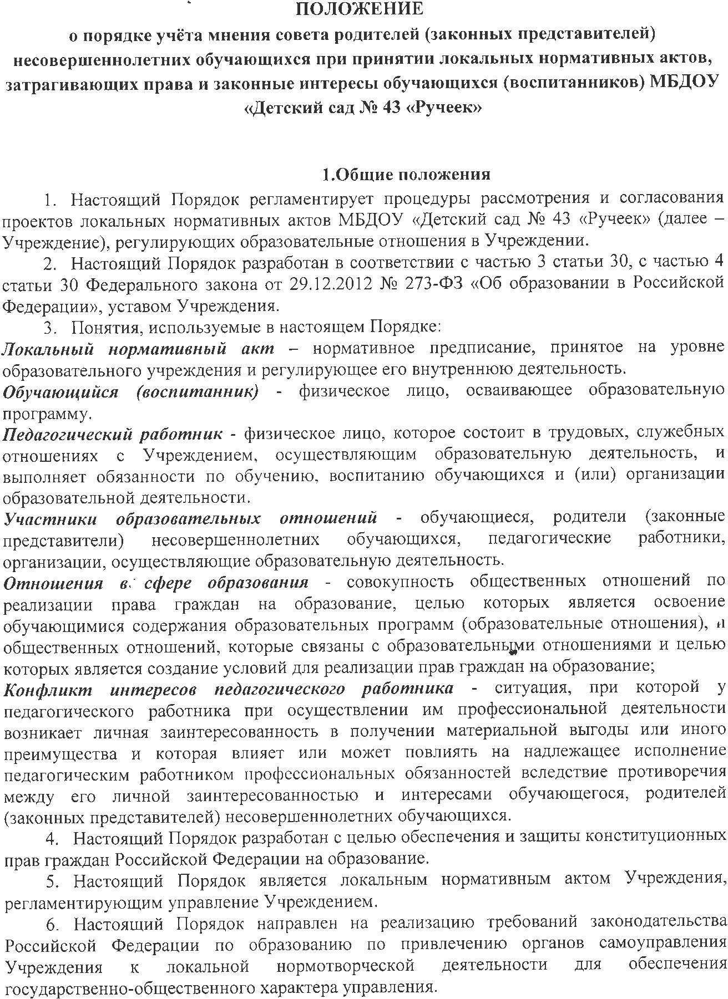 ПОЛОЖЕНИЕ
о порядке учёта мнения совета родителей (законных представителей)
несовершеннолетних обучающихся при принятии локальных нормативных актов,
затрагивающих права и законные интересы обучающихся (воспитанников) МБДОУ
«Детский сад № 43 «Ручеек»
1.Общие положения
1. Настоящий Порядок регламентирует процедуры рассмотрения и согласования
проектов локальных нормативных актов МБДОУ «Детский сад № 43 «Ручеек» (далее –
Учреждение), регулирующих образовательные отношения в Учреждении.
2. Настоящий Порядок разработан в соответствии с частью 3 статьи 30, с частью 4
статьи 30 Федерального закона от 29.12.2012 № 273-ФЗ «Об образовании в Российской
Федерации», уставом Учреждения.
3. Понятия, используемые в настоящем Порядке:
Локальный нормативный акт – нормативное предписание, принятое на уровне
образовательного учреждения и регулирующее его внутреннюю деятельность.
Обучающийся (воспитанник) - физическое лицо, осваивающее образовательную
программу.
Педагогический работник - физическое лицо, которое состоит в трудовых, служебных
отношениях с Учреждением, осуществляющим образовательную деятельность, и
выполняет обязанности по обучению, воспитанию обучающихся и (или) организации
образовательной деятельности.
Участники образовательных отношений - обучающиеся, родители (законные
представители) несовершеннолетних обучающихся, педагогические работники,
организации, осуществляющие образовательную деятельность.
Отношения в сфере образования - совокупность общественных отношений по
реализации права граждан на образование, целью которых является освоение
обучающимися содержания образовательных программ (образовательные отношения), и
общественных отношений, которые связаны с образовательными отношениями и целью
которых является создание условий для реализации прав граждан на образование;
Конфликт интересов педагогического работника - ситуация, при которой у
педагогического работника при осуществлении им профессиональной деятельности
возникает личная заинтересованность в получении материальной выгоды или иного
преимущества и которая влияет или может повлиять на надлежащее исполнение
педагогическим работником профессиональных обязанностей вследствие противоречия
между его личной заинтересованностью и интересами обучающегося, родителей
(законных представителей) несовершеннолетних обучающихся.
4. Настоящий Порядок разработан с целью обеспечения и защиты конституционных
прав граждан Российской Федерации на образование.
5. Настоящий Порядок является локальным нормативным актом Учреждения,
регламентирующим управление Учреждением.
6. Настоящий Порядок направлен на реализацию требований законодательства
Российской Федерации по образованию по привлечению органов самоуправления
Учреждения к локальной нормотворческой деятельности для обеспечения
государственно-общественного характера управления.